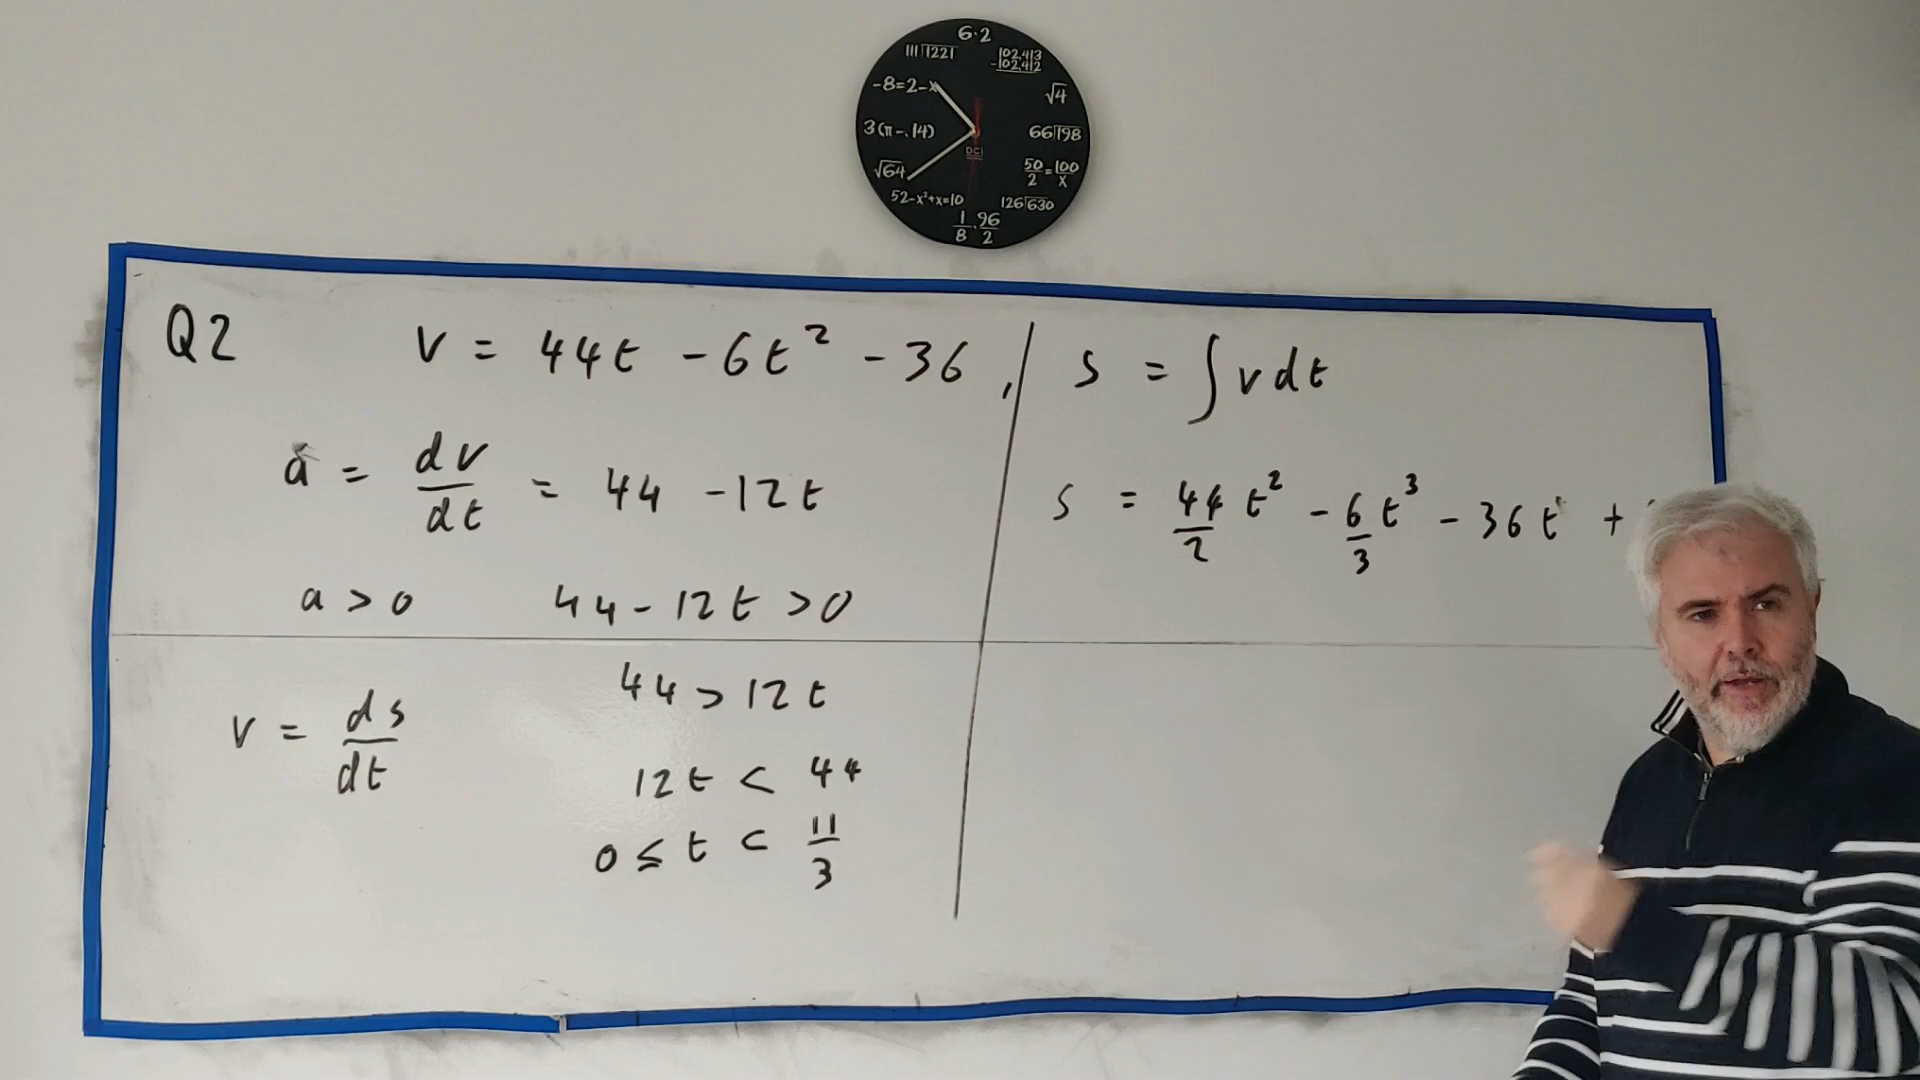 6·2
111⟌1221
102,413
-102,412
-8=2-x
√4
3(π-.14)
66⟌198
√64
50/2=100/x
DCI
52-x²+x=10
126⟌630
1/8·96/2
Q2 v = 44t - 6t² - 36,
a = dv/dt = 44 - 12t
a > 0 44 - 12t > 0
44 > 12t
v = ds/dt
12t < 44
0 ≤ t < 11/3
s = ∫ v dt
s = 44/2 t² - 6/3 t³ - 36t +